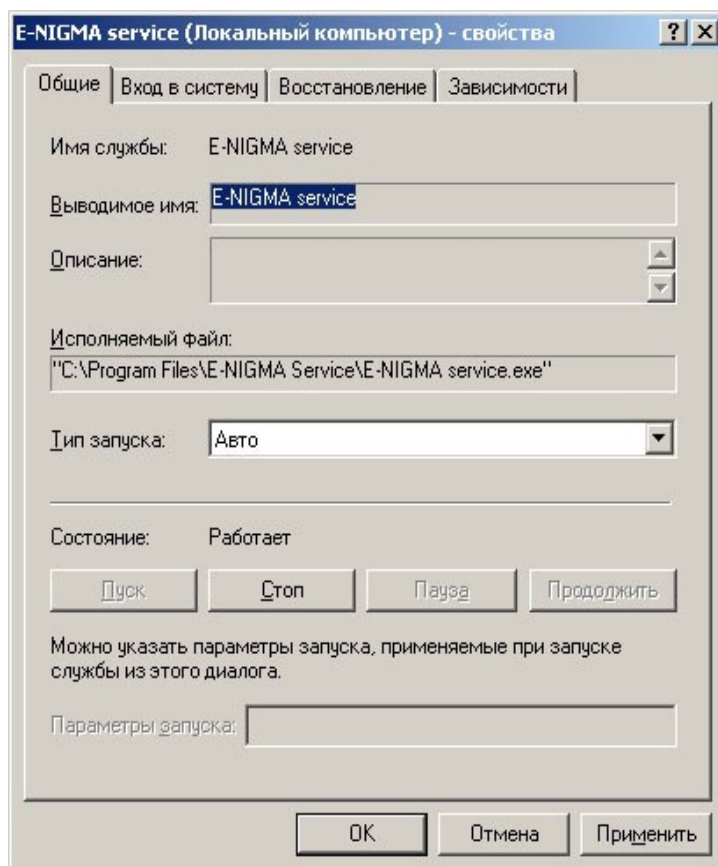 E-NIGMA service (Локальный компьютер) - свойства
Общие Вход в систему Восстановление Зависимости
Имя службы: E-NIGMA service
Выводимое имя: E-NIGMA service
Описание:
Исполняемый файл:
"C:\Program Files\E-NIGMA Service\E-NIGMA service.exe"
Тип запуска: Авто
Состояние: Работает
Пуск Стоп Пауза Продолжить
Можно указать параметры запуска, применяемые при запуске
службы из этого диалога.
Параметры запуска:
OK Отмена Применить